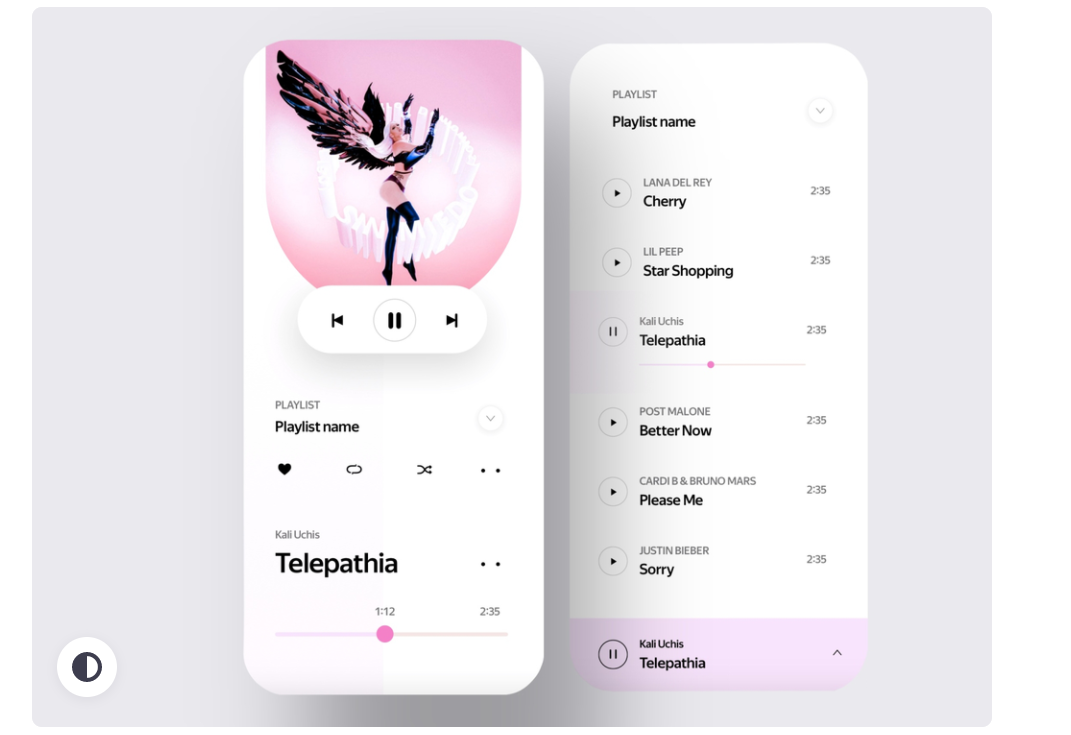 PLAYLIST
Playlist name
Kali Uchis
Telepathia
1:12 2:35
PLAYLIST
Playlist name
LANA DEL REY
Cherry
2:35
LIL PEEP
Star Shopping
2:35
Kali Uchis
Telepathia
2:35
POST MALONE
Better Now
2:35
CARDI B & BRUNO MARS
Please Me
2:35
JUSTIN BIEBER
Sorry
2:35
Kali Uchis
Telepathia